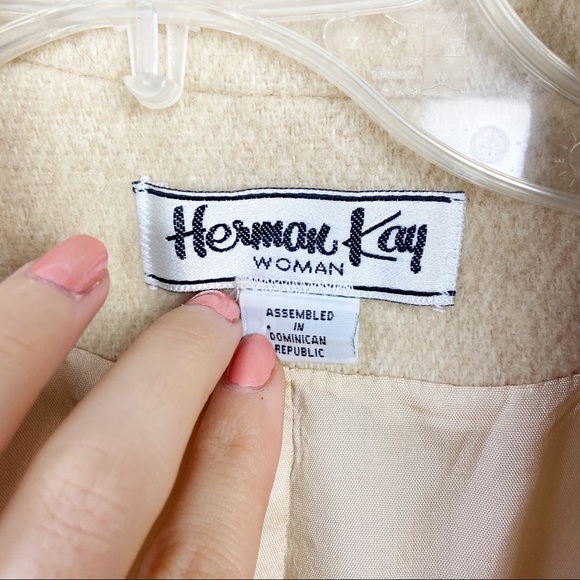 Herman Kay
WOMAN
ASSEMBLED
IN
DOMINICAN
REPUBLIC